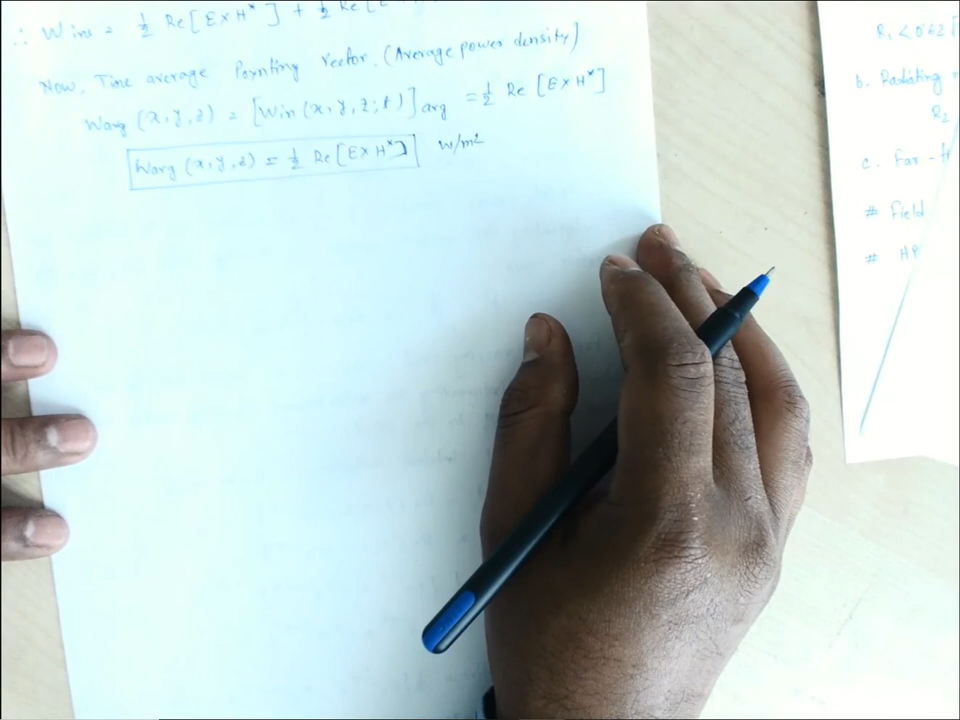 ∴ Wins = ½ Re[E×H*] + ½ Re[E
Now, Time average Poynting vector. (Average power density)
Wavg (x,y,z) = [Win (x,y,z;t)]avg = ½ Re [E×H*]
Wavg (x,y,z) = ½ Re[E×H*] W/m²
R₁ < 0.62
b. Radiating
R₂
c. Far-f
# Field
# HP